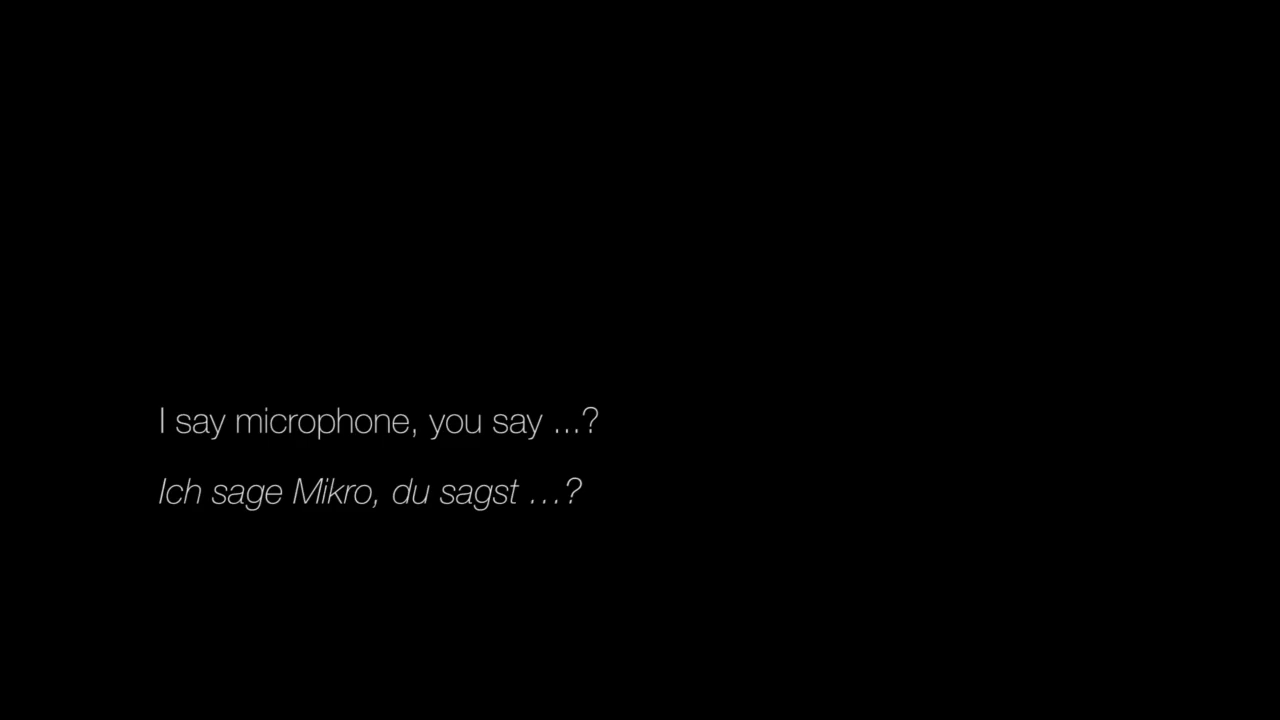 I say microphone, you say ...?
Ich sage Mikro, du sagst …?